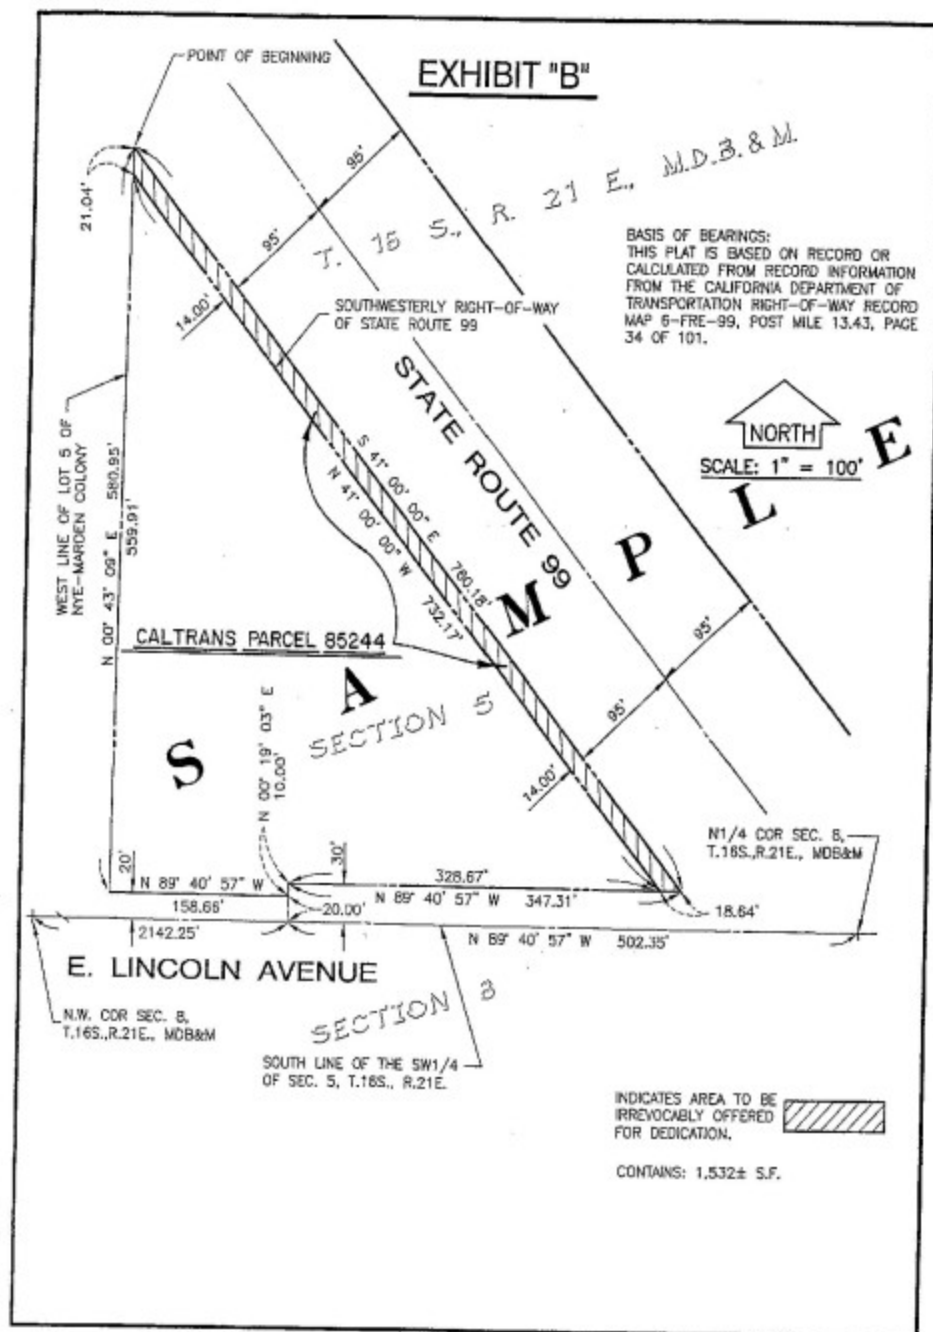 EXHIBIT "B"
POINT OF BEGINNING
95'
95'
T. 15 S., R. 21 E., M.D.B. & M.
21.04'
14.00'
SOUTHWESTERLY RIGHT-OF-WAY
OF STATE ROUTE 99
BASIS OF BEARINGS:
THIS PLAT IS BASED ON RECORD OR
CALCULATED FROM RECORD INFORMATION
FROM THE CALIFORNIA DEPARTMENT OF
TRANSPORTATION RIGHT-OF-WAY RECORD
MAP 6-FRE-99, POST MILE 13.43, PAGE
34 OF 101.
NORTH
SCALE: 1" = 100'
STATE ROUTE 99
WEST LINE OF LOT 5 OF
NYE-MARDEN COLONY
N 00° 43' 09" E 580.95'
559.91'
S 41° 00' 00" E 760.18'
N 41° 00' 00" W 732.17'
SAMPLE
CALTRANS PARCEL 85244
95'
95'
SECTION 5
N 00° 19' 03" E
10.00'
14.00'
N1/4 COR SEC. 8,
T.16S.,R.21E., MDB&M
20'
30'
N 89° 40' 57" W
328.67'
158.66'
20.00'
N 89° 40' 57" W 347.31'
18.64'
2142.25'
N 89° 40' 57" W 502.35'
E. LINCOLN AVENUE
N.W. COR SEC. 8,
T.16S.,R.21E., MDB&M
SECTION 8
SOUTH LINE OF THE SW1/4
OF SEC. 5, T.16S., R.21E.
INDICATES AREA TO BE
IRREVOCABLY OFFERED
FOR DEDICATION.
CONTAINS: 1,532± S.F.